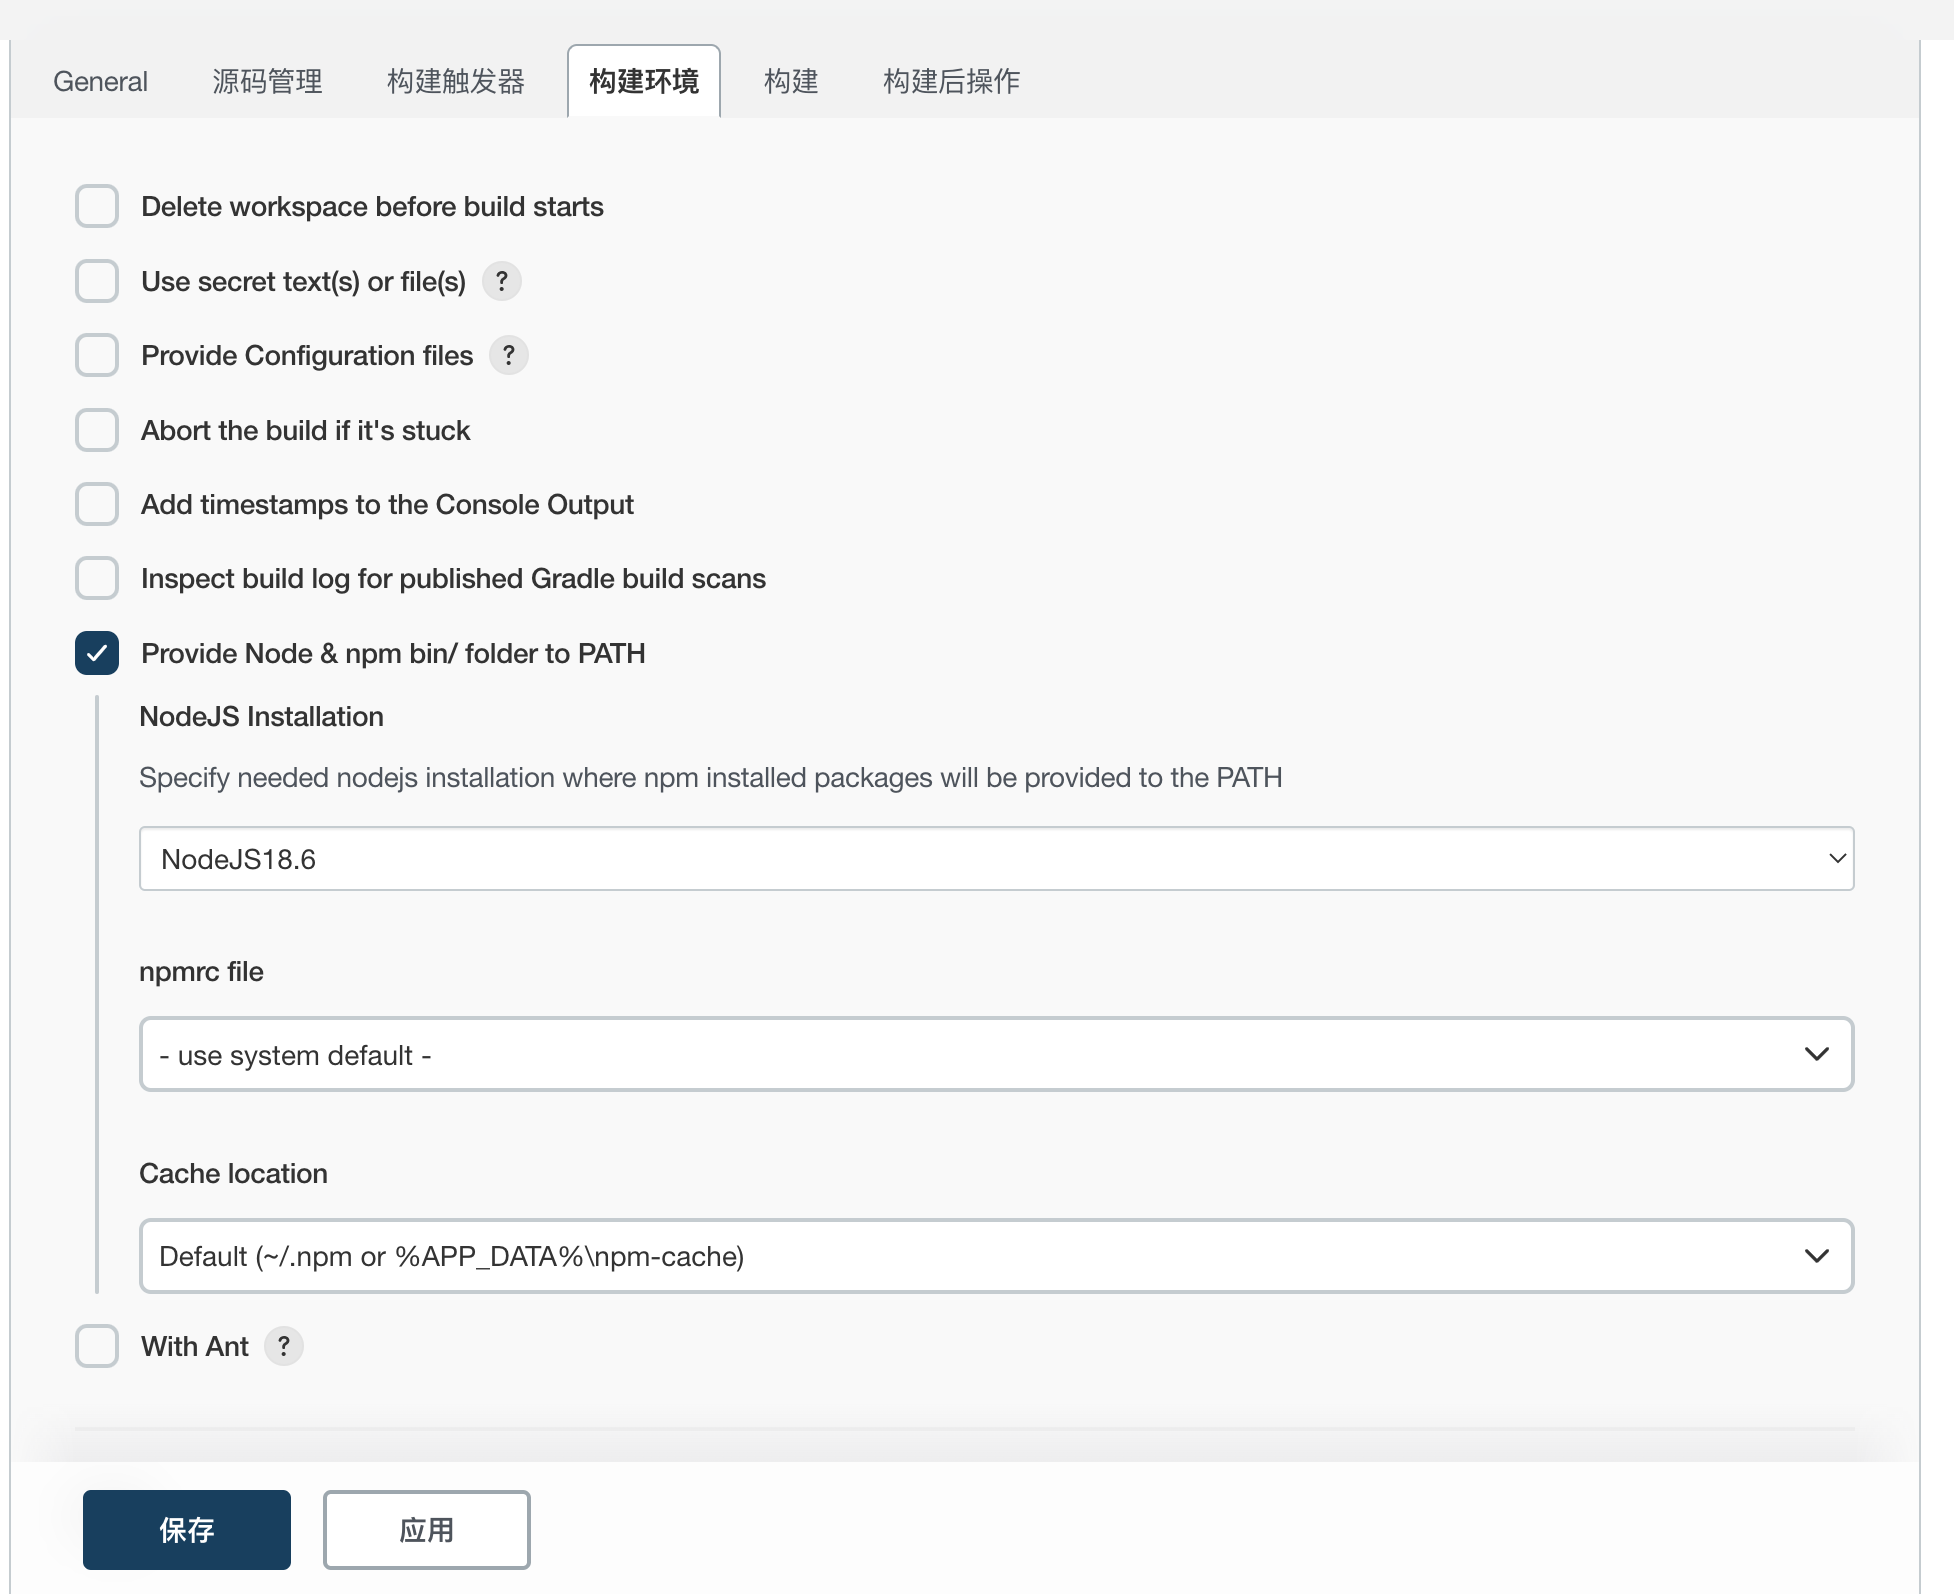 General 源码管理 构建触发器 构建环境 构建 构建后操作
Delete workspace before build starts
Use secret text(s) or file(s) ?
Provide Configuration files ?
Abort the build if it's stuck
Add timestamps to the Console Output
Inspect build log for published Gradle build scans
Provide Node & npm bin/ folder to PATH
NodeJS Installation
Specify needed nodejs installation where npm installed packages will be provided to the PATH
NodeJS18.6
npmrc file
- use system default -
Cache location
Default (~/.npm or %APP_DATA%\npm-cache)
With Ant ?
保存 应用